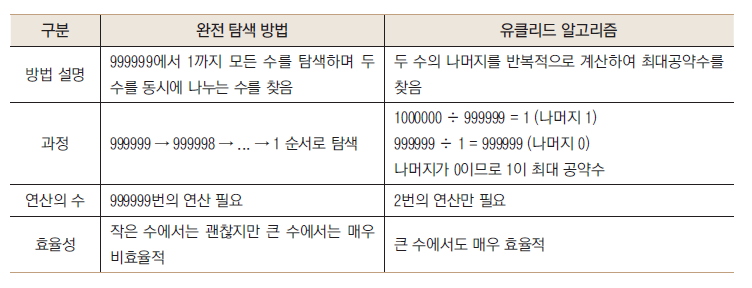 구분 완전 탐색 방법 유클리드 알고리즘
방법 설명
999999에서 1까지 모든 수를 탐색하며 두
수를 동시에 나누는 수를 찾음
두 수의 나머지를 반복적으로 계산하여 최대공약수를
찾음
과정
999999 → 999998 → ... → 1 순서로 탐색
1000000 ÷ 999999 = 1 (나머지 1)
999999 ÷ 1 = 999999 (나머지 0)
나머지가 0이므로 1이 최대 공약수
연산의 수 999999번의 연산 필요 2번의 연산만 필요
효율성
작은 수에서는 괜찮지만 큰 수에서는 매우
비효율적
큰 수에서도 매우 효율적